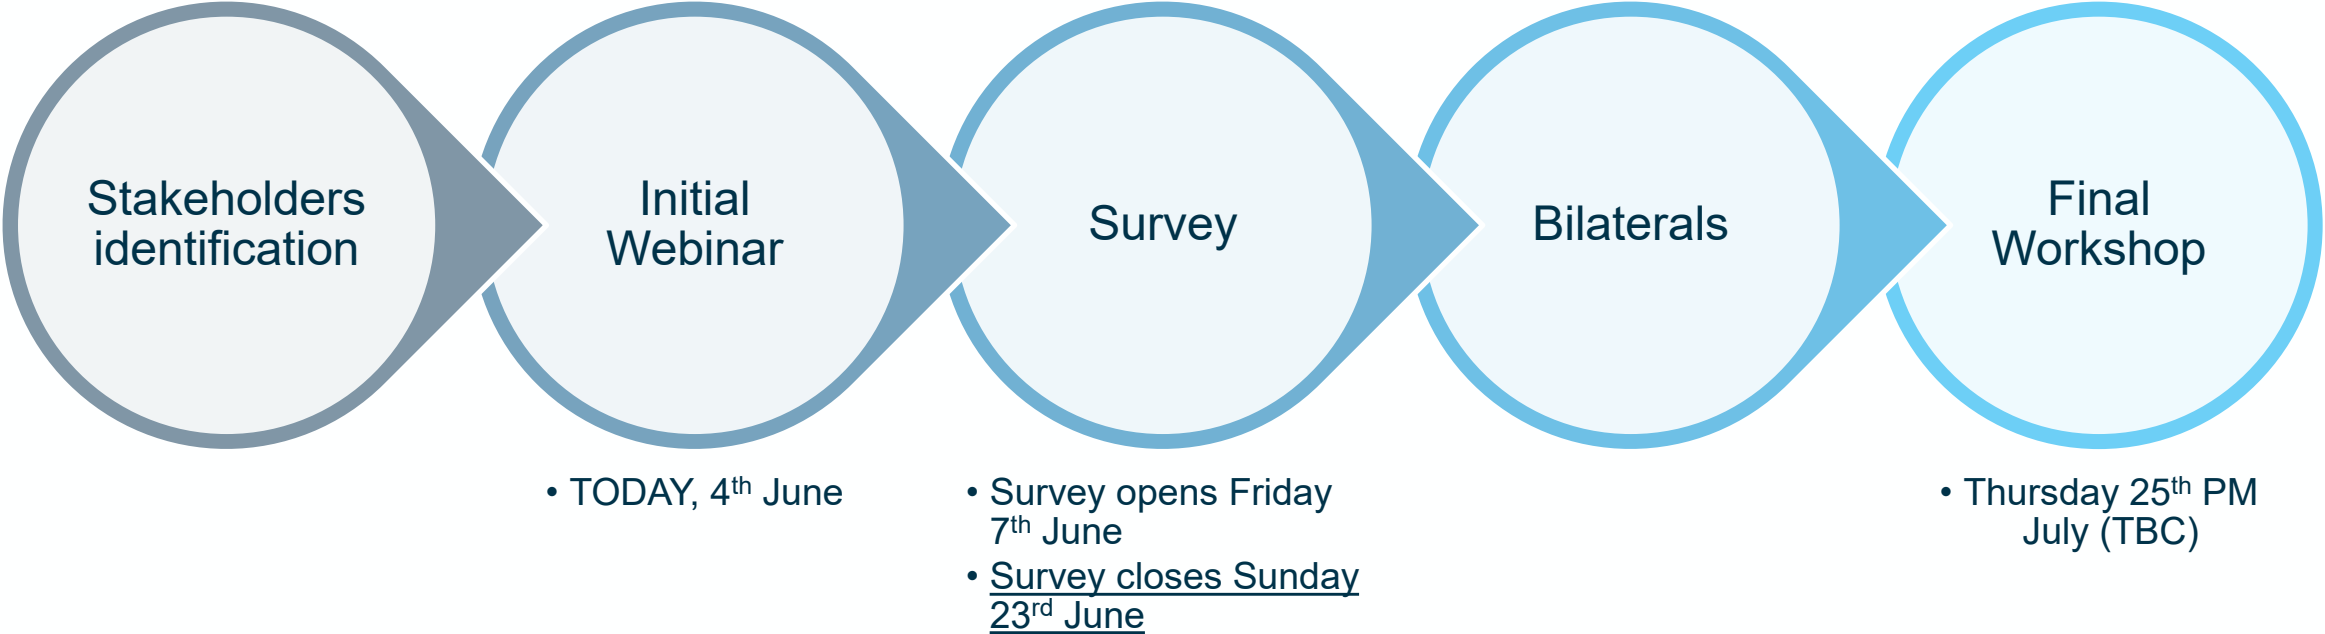 Stakeholders
identification
Initial
Webinar
Survey
Bilaterals
Final
Workshop
• TODAY, 4th June
• Survey opens Friday
7th June
• Survey closes Sunday
23rd June
• Thursday 25th PM
July (TBC)